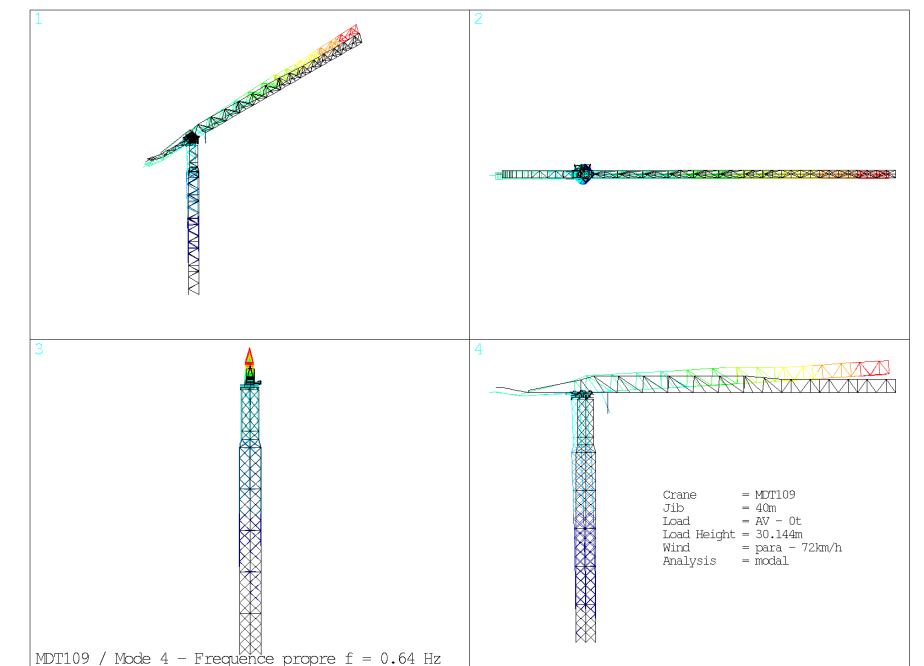 1
2
3
4
Crane = MDT109
Jib = 40m
Load = AV - 0t
Load Height = 30.144m
Wind = para - 72km/h
Analysis = modal
MDT109 / Mode 4 - Frequence propre f = 0.64 Hz